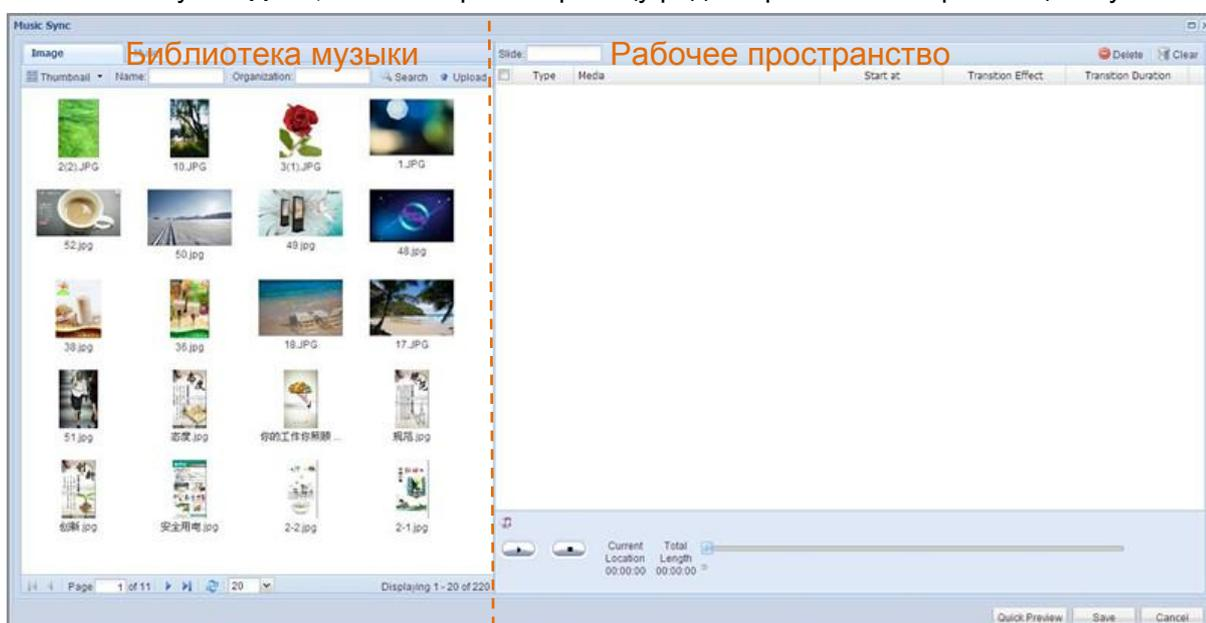 Music Sync
Image
Библиотека музыки
Slide:
Рабочее пространство
Delete
Clear
Thumbnail
Name:
Organization:
Search
Upload
Type
Media
Start at
Transition Effect
Transition Duration
2(2).JPG
10.JPG
3(1).JPG
1.JPG
52.jpg
50.jpg
49.jpg
48.jpg
38.jpg
36.jpg
18.JPG
17.JPG
51.jpg
态度.jpg
你的工作你照顾 ...
规范.jpg
创新.jpg
安全用电.jpg
2-2.jpg
2-1.jpg
Current Total
Location Length
00:00:00 00:00:00
Page 1 of 11
20
Displaying 1 - 20 of 220
Quick Preview
Save
Cancel